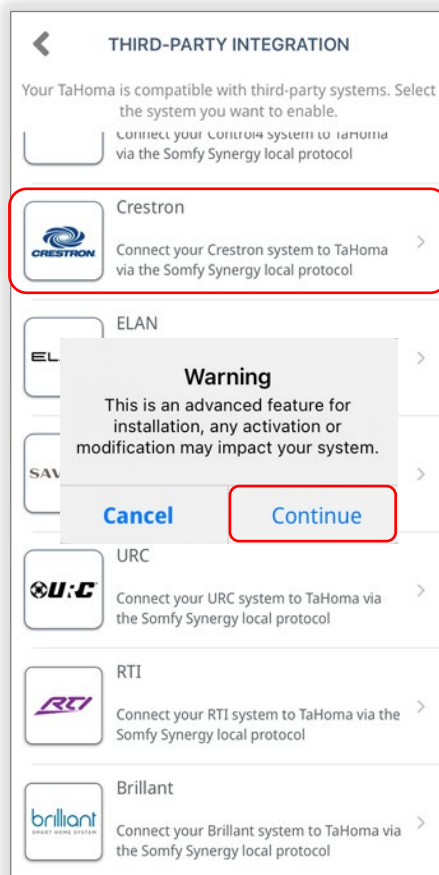 THIRD-PARTY INTEGRATION
Your TaHoma is compatible with third-party systems. Select
the system you want to enable.
Connect your Control4 system to TaHoma
via the Somfy Synergy local protocol
Crestron
CRESTRON
Connect your Crestron system to TaHoma
via the Somfy Synergy local protocol
ELAN
EL
Warning
This is an advanced feature for
installation, any activation or
modification may impact your system.
SAV
Cancel
Continue
URC
URC
Connect your URC system to TaHoma via
the Somfy Synergy local protocol
RTI
RTI
Connect your RTI system to TaHoma via the
Somfy Synergy local protocol
Brillant
brilliant
SMART HOME SYSTEM
Connect your Brillant system to TaHoma via
the Somfy Synergy local protocol